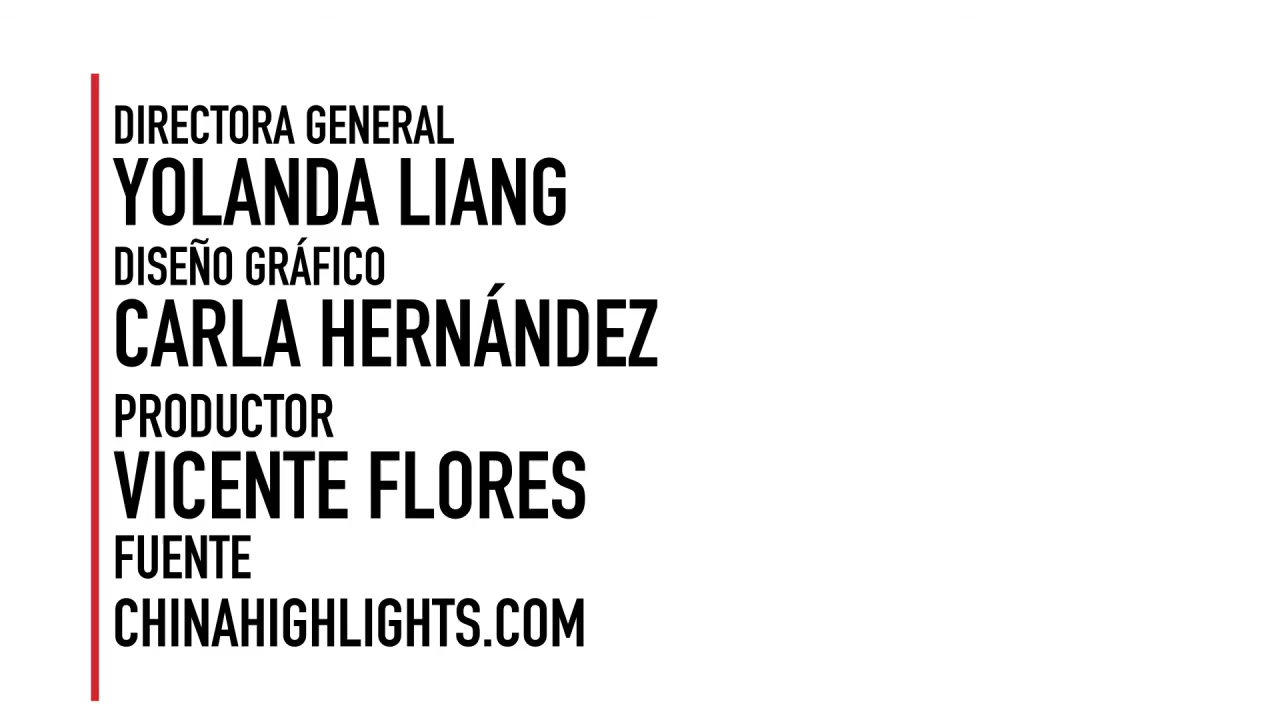 DIRECTORA GENERAL
YOLANDA LIANG
DISEÑO GRÁFICO
CARLA HERNÁNDEZ
PRODUCTOR
VICENTE FLORES
FUENTE
CHINAHIGHLIGHTS.COM